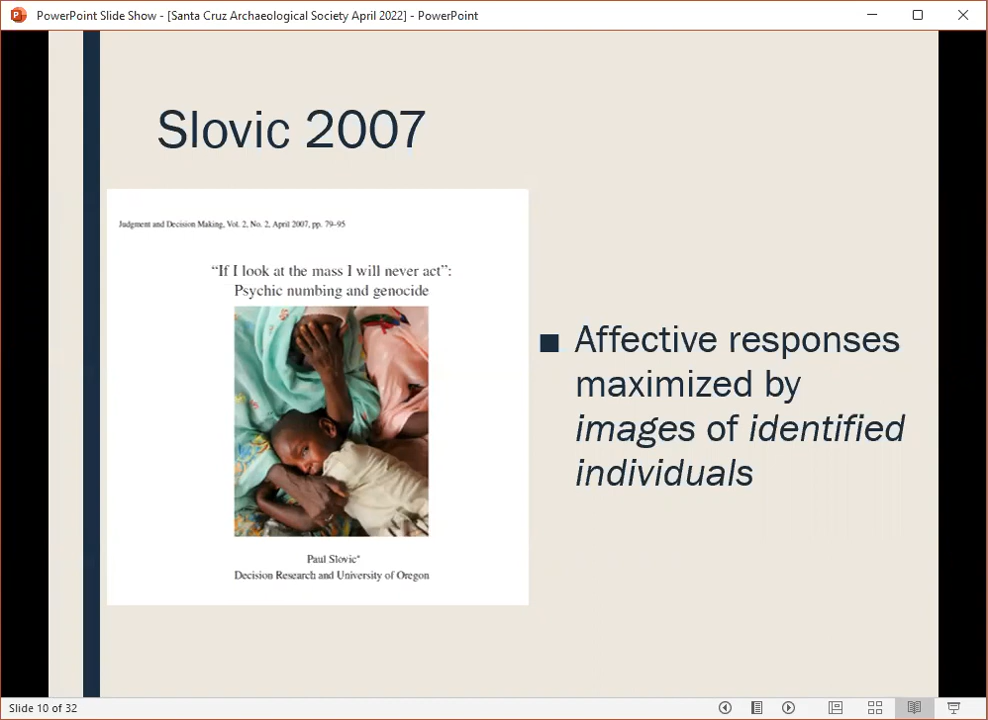 PowerPoint Slide Show - [Santa Cruz Archaeological Society April 2022] - PowerPoint
Slovic 2007
Judgment and Decision Making, Vol. 2, No. 2, April 2007, pp. 79–95
“If I look at the mass I will never act”:
Psychic numbing and genocide
Paul Slovic*
Decision Research and University of Oregon
■ Affective responses
maximized by
images of identified
individuals
Slide 10 of 32